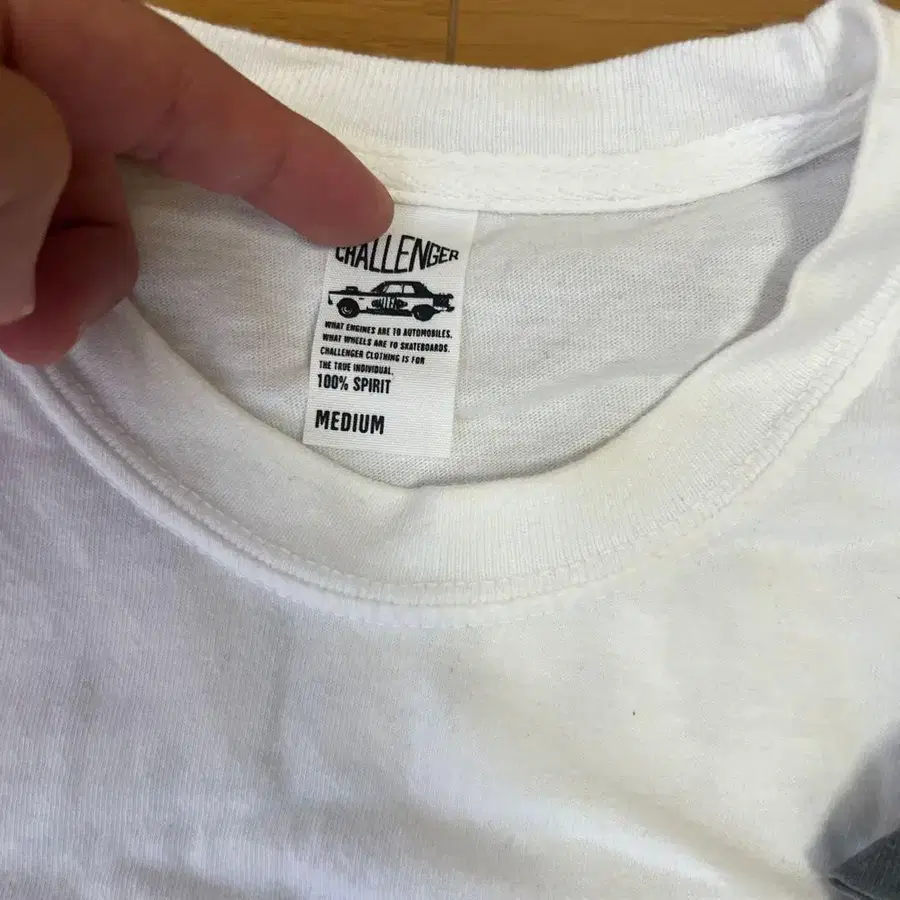 CHALLENGER
WHAT ENGINES ARE TO AUTOMOBILES.
WHAT WHEELS ARE TO SKATEBOARDS.
CHALLENGER CLOTHING IS FOR
THE TRUE INDIVIDUAL.
100% SPIRIT
MEDIUM